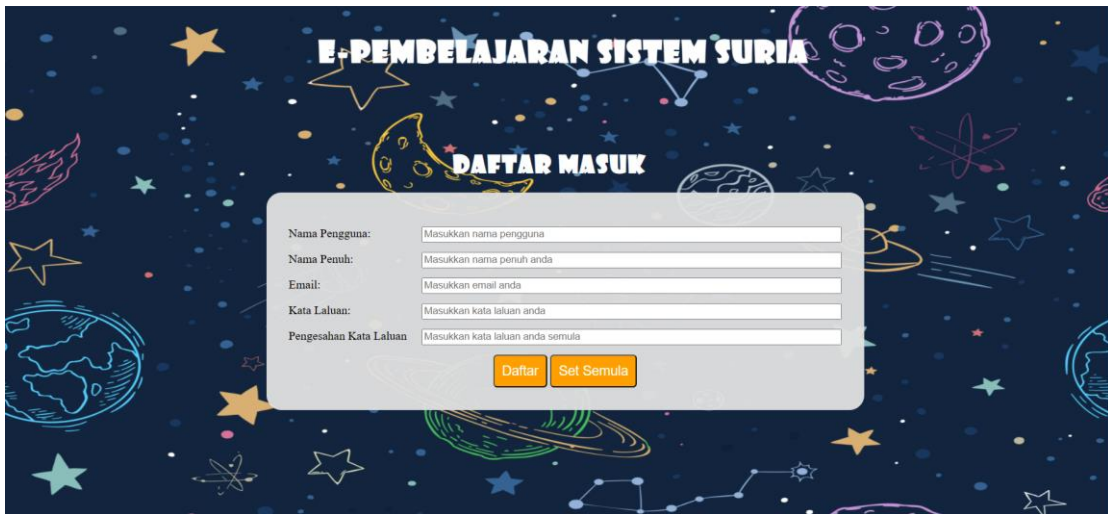 E-PEMBELAJARAN SISTEM SURIA
DAFTAR MASUK
Nama Pengguna: Masukkan nama pengguna
Nama Penuh: Masukkan nama penuh anda
Email: Masukkan email anda
Kata Laluan: Masukkan kata laluan anda
Pengesahan Kata Laluan Masukkan kata laluan anda semula
Daftar Set Semula